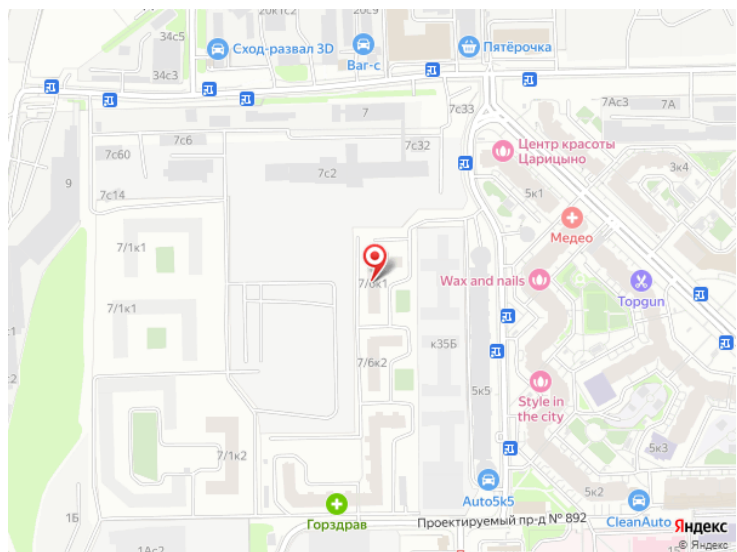 20к1с2
20с9
34с5
Сход-развал 3D
Ваг-с
Пятёрочка
34с3
7
7с33
7Ас3
7А
7с6
7с60
7с32
Центр красоты
Царицыно
3к4
7с2
9
7с14
5к1
Медео
7/1к1
7/6к1
Wax and nails
Topgun
7/1к1
к35Б
7/6к2
5к5
Style in
the city
7/1к2
5к3
Auto5k5
5к2
1Б
Горздрав
Проектируемый пр-д № 892
CleanAuto
Яндекс
1Ас2
© Яндекс